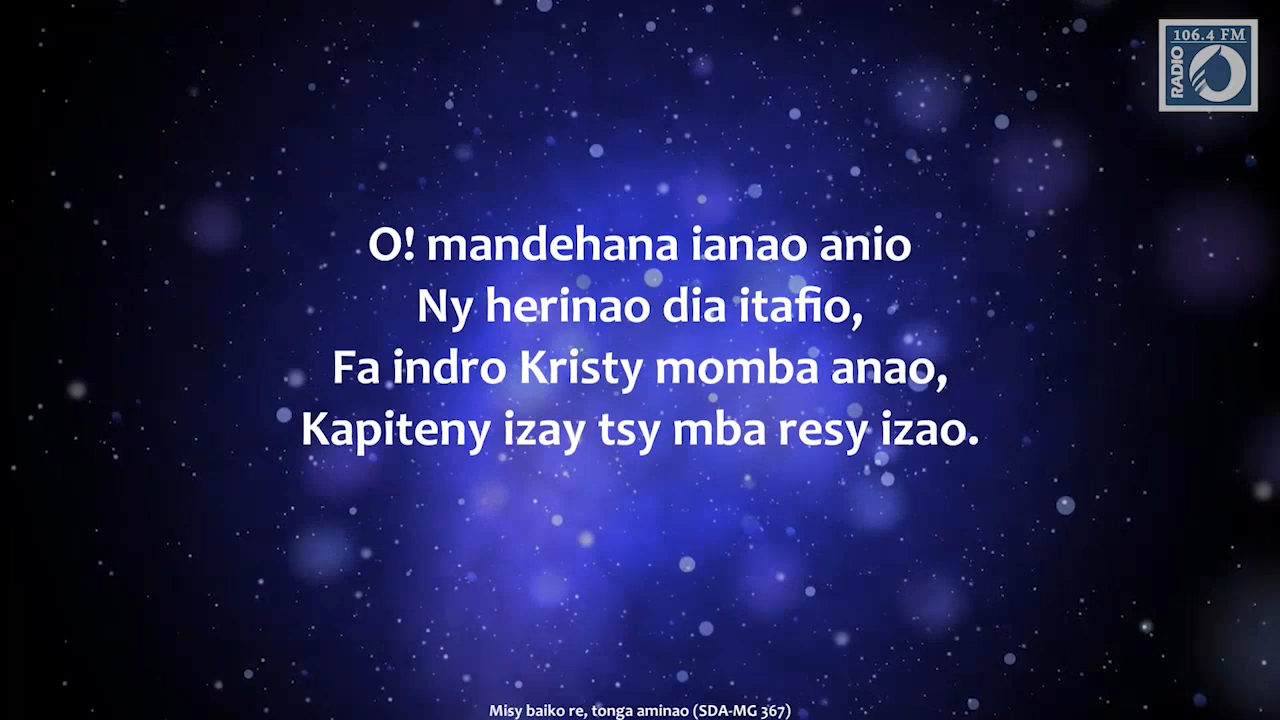 106.4 FM
RADIO
O! mandehana ianao anio
Ny herinao dia itafio,
Fa indro Kristy momba anao,
Kapiteny izay tsy mba resy izao.
Misy baiko re, tonga aminao (SDA-MG 367)